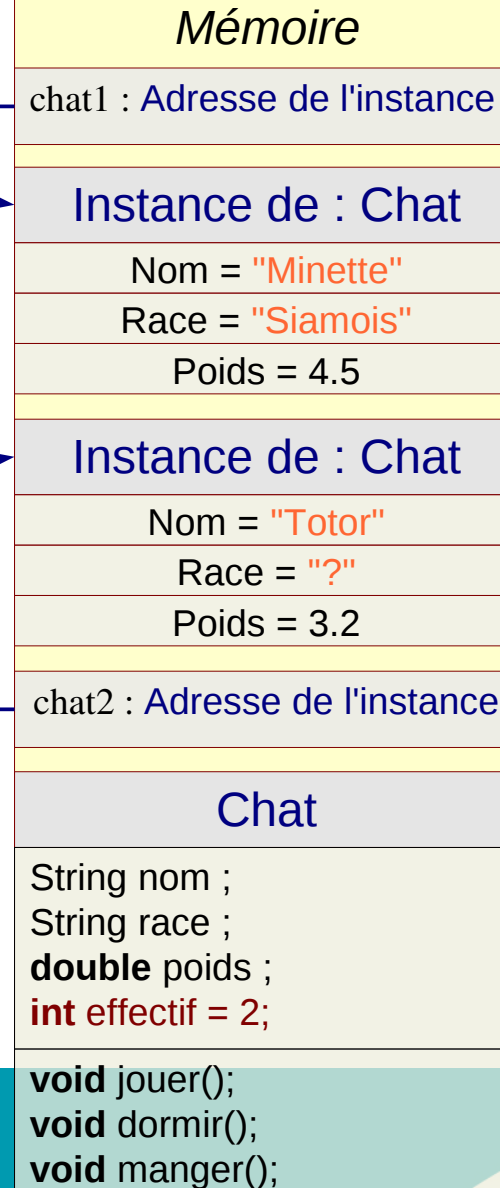 Mémoire
chat1 : Adresse de l'instance
Instance de : Chat
Nom = "Minette"
Race = "Siamois"
Poids = 4.5
Instance de : Chat
Nom = "Totor"
Race = "?"
Poids = 3.2
chat2 : Adresse de l'instance
Chat
String nom ;
String race ;
double poids ;
int effectif = 2;
void jouer();
void dormir();
void manger();